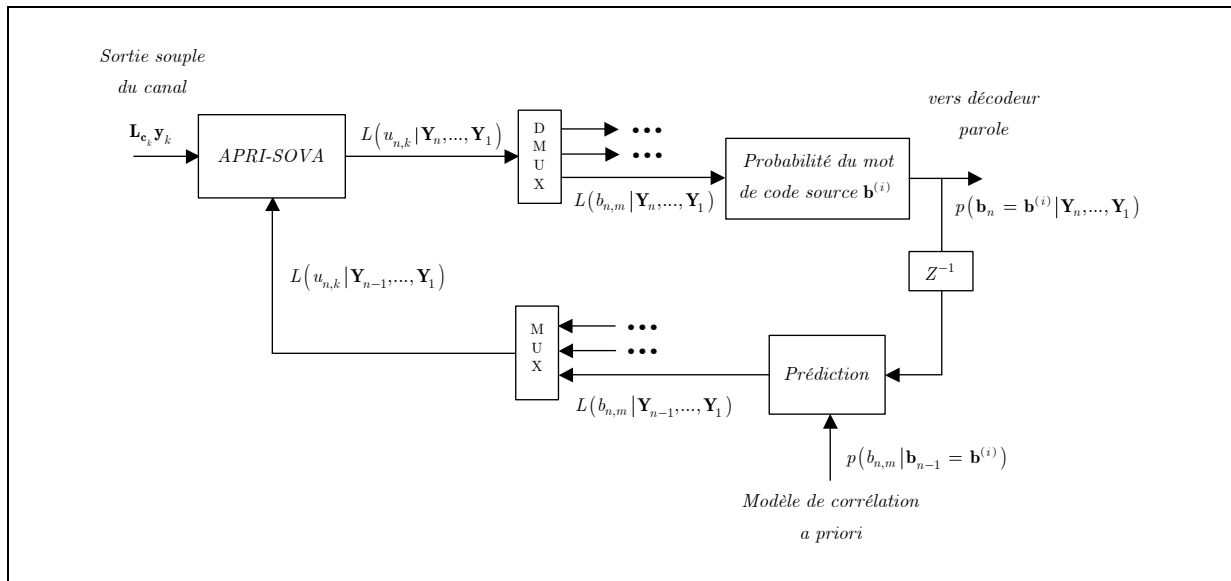 Sortie souple
du canal
L_{c_k} y_k
APRI-SOVA
L(u_{n,k} | Y_n,..., Y_1)
D
M
U
X
•••
•••
L(b_{n,m} | Y_n,..., Y_1)
Probabilité du mot
de code source b^{(i)}
vers décodeur
parole
p(b_n = b^{(i)} | Y_n,..., Y_1)
Z^{-1}
L(u_{n,k} | Y_{n-1},..., Y_1)
M
U
X
•••
•••
L(b_{n,m} | Y_{n-1},..., Y_1)
Prédiction
p(b_{n,m} | b_{n-1} = b^{(i)})
Modèle de corrélation
a priori